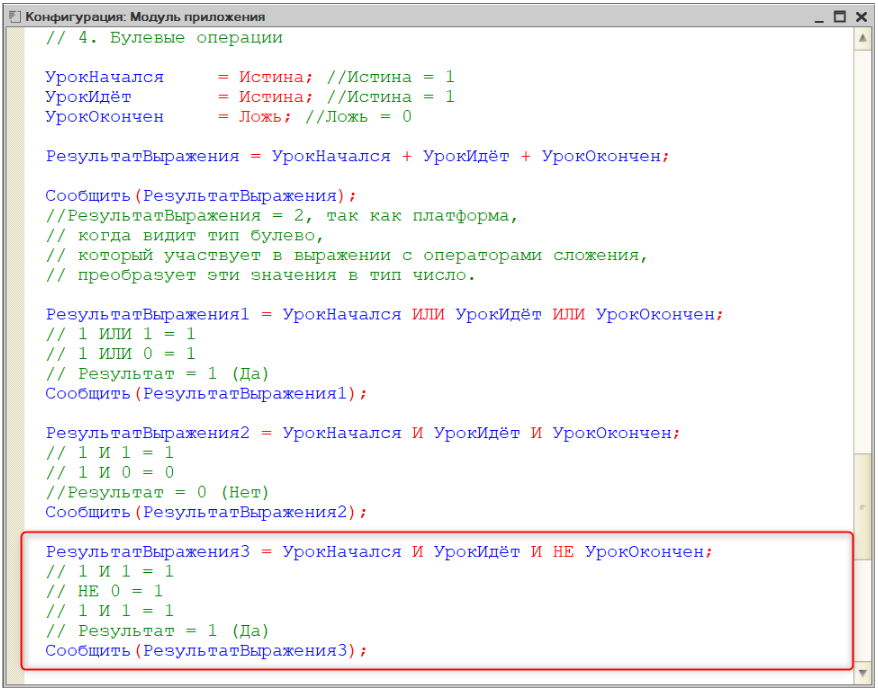 Конфигурация: Модуль приложения
// 4. Булевые операции
УрокНачался = Истина; //Истина = 1
УрокИдёт = Истина; //Истина = 1
УрокОкончен = Ложь; //Ложь = 0
РезультатВыражения = УрокНачался + УрокИдёт + УрокОкончен;
Сообщить(РезультатВыражения);
//РезультатВыражения = 2, так как платформа,
// когда видит тип булево,
// который участвует в выражении с операторами сложения,
// преобразует эти значения в тип число.
РезультатВыражения1 = УрокНачался ИЛИ УрокИдёт ИЛИ УрокОкончен;
// 1 ИЛИ 1 = 1
// 1 ИЛИ 0 = 1
// Результат = 1 (Да)
Сообщить(РезультатВыражения1);
РезультатВыражения2 = УрокНачался И УрокИдёт И УрокОкончен;
// 1 И 1 = 1
// 1 И 0 = 0
//Результат = 0 (Нет)
Сообщить(РезультатВыражения2);
РезультатВыражения3 = УрокНачался И УрокИдёт И НЕ УрокОкончен;
// 1 И 1 = 1
// НЕ 0 = 1
// 1 И 1 = 1
// Результат = 1 (Да)
Сообщить(РезультатВыражения3);